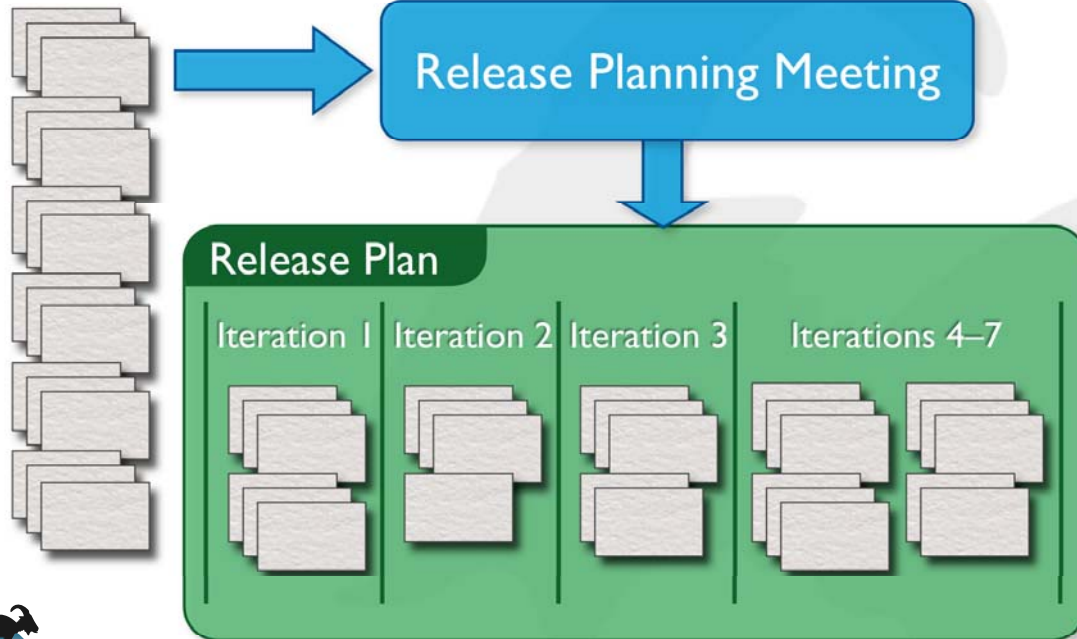 Release Planning Meeting
Release Plan
Iteration 1
Iteration 2
Iteration 3
Iterations 4–7